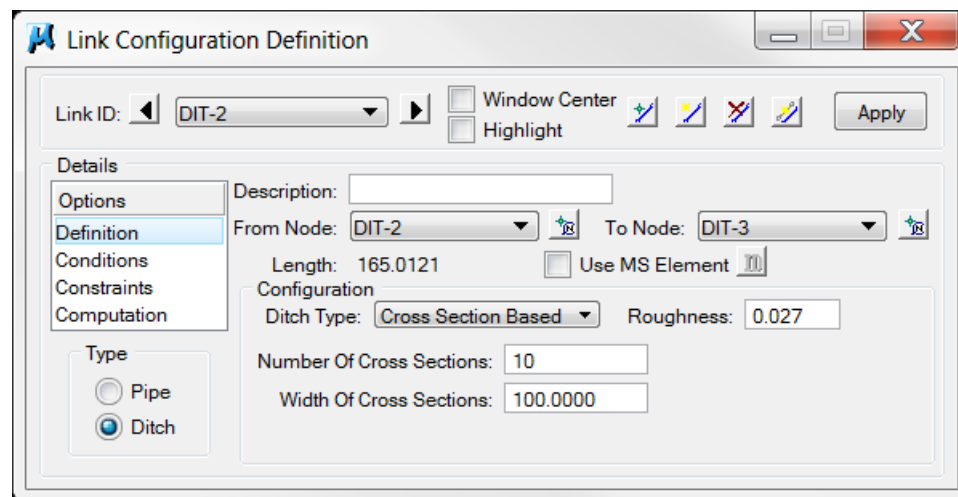 Link Configuration Definition
Link ID: DIT-2 Window Center
Highlight
Apply
Details
Options
Definition
Conditions
Constraints
Computation
Description:
From Node: DIT-2 To Node: DIT-3
Length: 165.0121 Use MS Element
Configuration
Ditch Type: Cross Section Based Roughness: 0.027
Number Of Cross Sections: 10
Width Of Cross Sections: 100.0000
Type
Pipe
Ditch